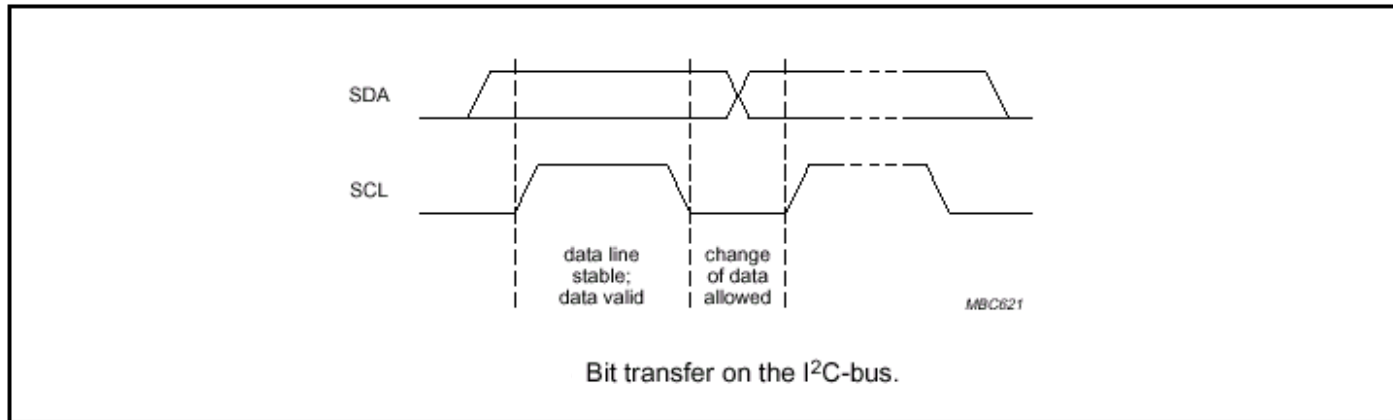 SDA
SCL
data line
stable;
data valid
change
of data
allowed
MBC621
Bit transfer on the I²C-bus.